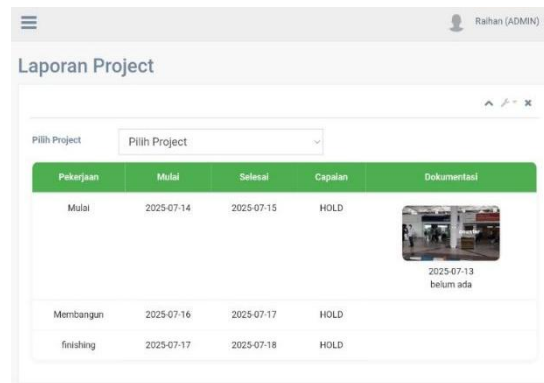 Raihan (ADMIN)
Laporan Project
Pilih Project
Pilih Project
Pekerjaan Mulai Selesai Capaian Dokumentasi
Mulai 2025-07-14 2025-07-15 HOLD
2025-07-13
belum ada
Membangun 2025-07-16 2025-07-17 HOLD
finishing 2025-07-17 2025-07-18 HOLD